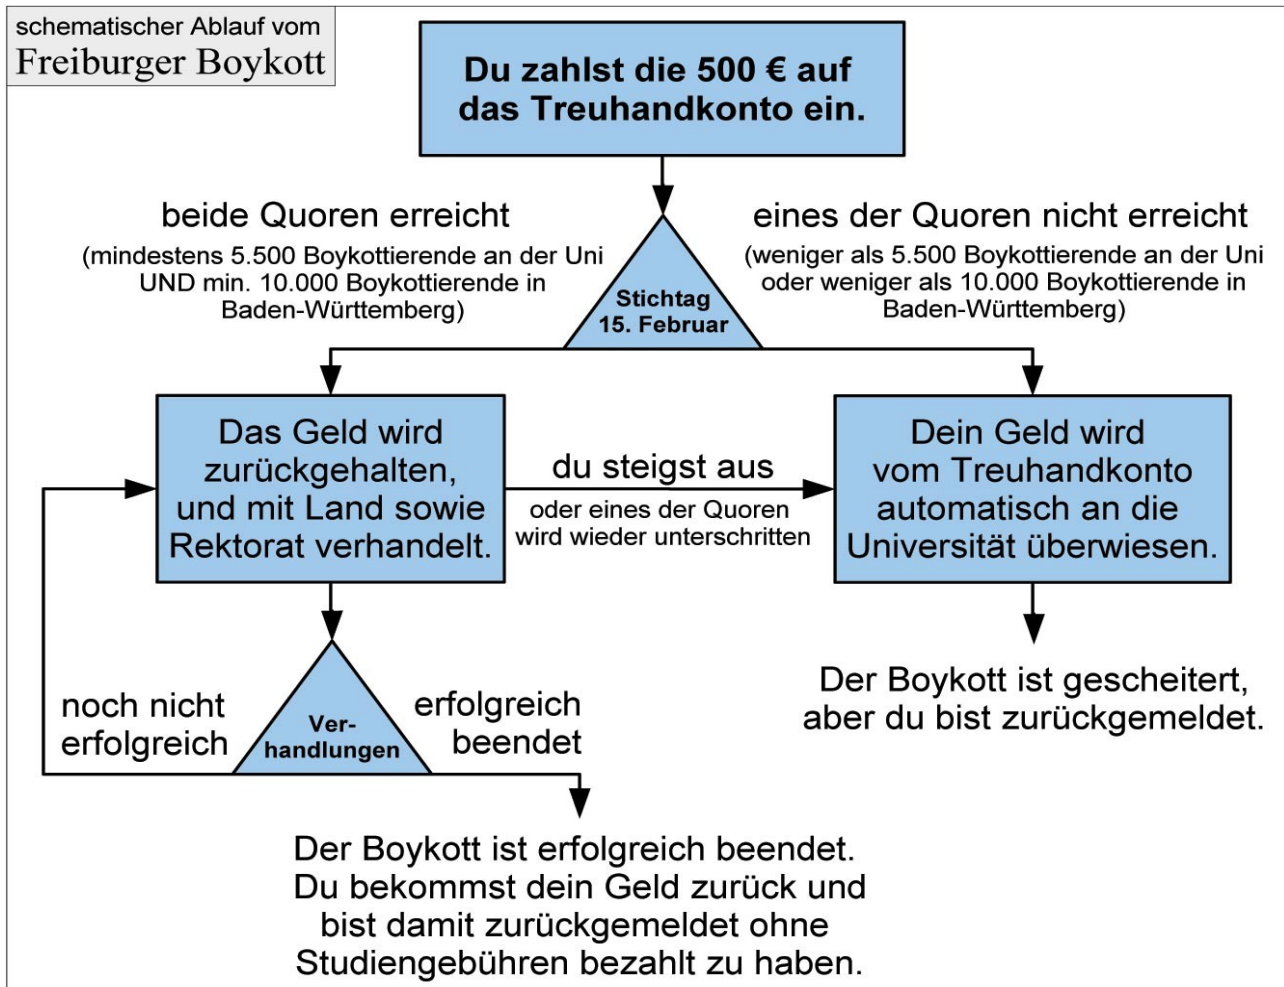 schematischer Ablauf vom
Freiburger Boykott
Du zahlst die 500 € auf
das Treuhandkonto ein.
beide Quoren erreicht
(mindestens 5.500 Boykottierende an der Uni
UND min. 10.000 Boykottierende in
Baden-Württemberg)
eines der Quoren nicht erreicht
(weniger als 5.500 Boykottierende an der Uni
oder weniger als 10.000 Boykottierende in
Baden-Württemberg)
Stichtag
15. Februar
Das Geld wird
zurückgehalten,
und mit Land sowie
Rektorat verhandelt.
du steigst aus
oder eines der Quoren
wird wieder unterschritten
Dein Geld wird
vom Treuhandkonto
automatisch an die
Universität überwiesen.
noch nicht
erfolgreich
Ver-
handlungen
erfolgreich
beendet
Der Boykott ist gescheitert,
aber du bist zurückgemeldet.
Der Boykott ist erfolgreich beendet.
Du bekommst dein Geld zurück und
bist damit zurückgemeldet ohne
Studiengebühren bezahlt zu haben.